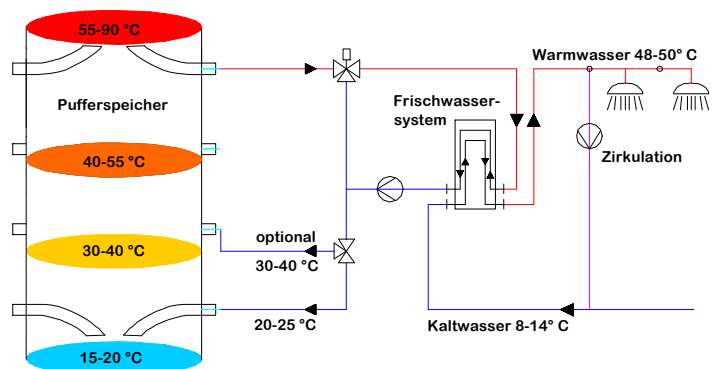 55-90 °C
Warmwasser 48-50° C
Pufferspeicher
Frischwasser-
system
40-55 °C
Zirkulation
optional
30-40 °C
30-40 °C
20-25 °C
Kaltwasser 8-14° C
15-20 °C